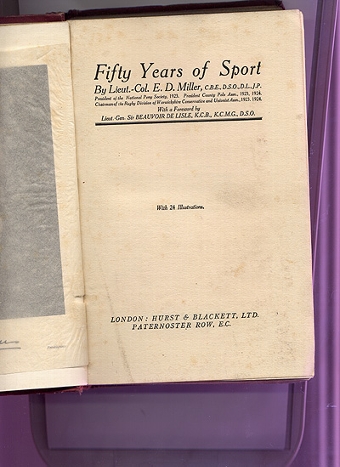 Fifty Years of Sport
By Lieut.-Col. E. D. Miller, C.B.E., D.S.O., D.L., J.P.
President of the National Pony Society, 1923. President County Polo Assn., 1923, 1924.
Chairman of the Rugby Division of Warwickshire Conservative and Unionist Assn., 1923, 1924.
With a Foreword by
Lieut. Gen. Sir BEAUVOIR DE LISLE, K.C.B., K.C.M.G., D.S.O.
With 24 Illustrations.
LONDON: HURST & BLACKETT, LTD.
PATERNOSTER ROW, E.C.